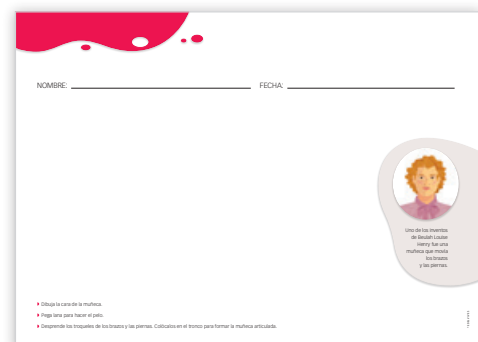 NOMBRE:
FECHA:
Uno de los inventos
de Beulah Louise
Henry fue una
muñeca que movía
los brazos
y las piernas.
Dibuja la cara de la muñeca.
Pega lana para hacer el pelo.
Desprende los troqueles de los brazos y las piernas. Colócalos en el tronco para formar la muñeca articulada.